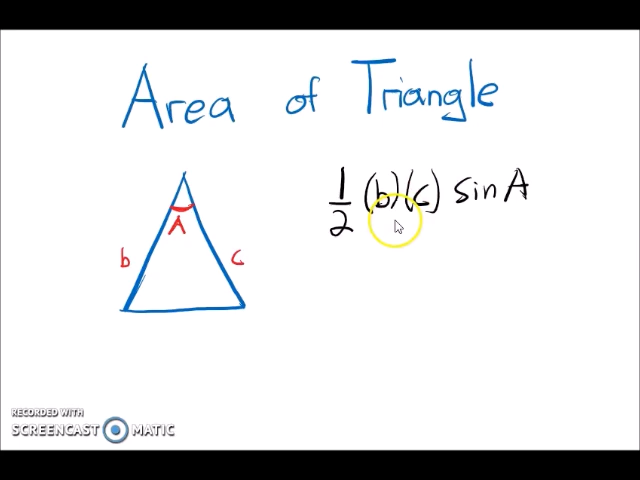 Area of Triangle
1/2 (b)(c) sin A
A
b c
RECORDED WITH
SCREENCAST MATIC